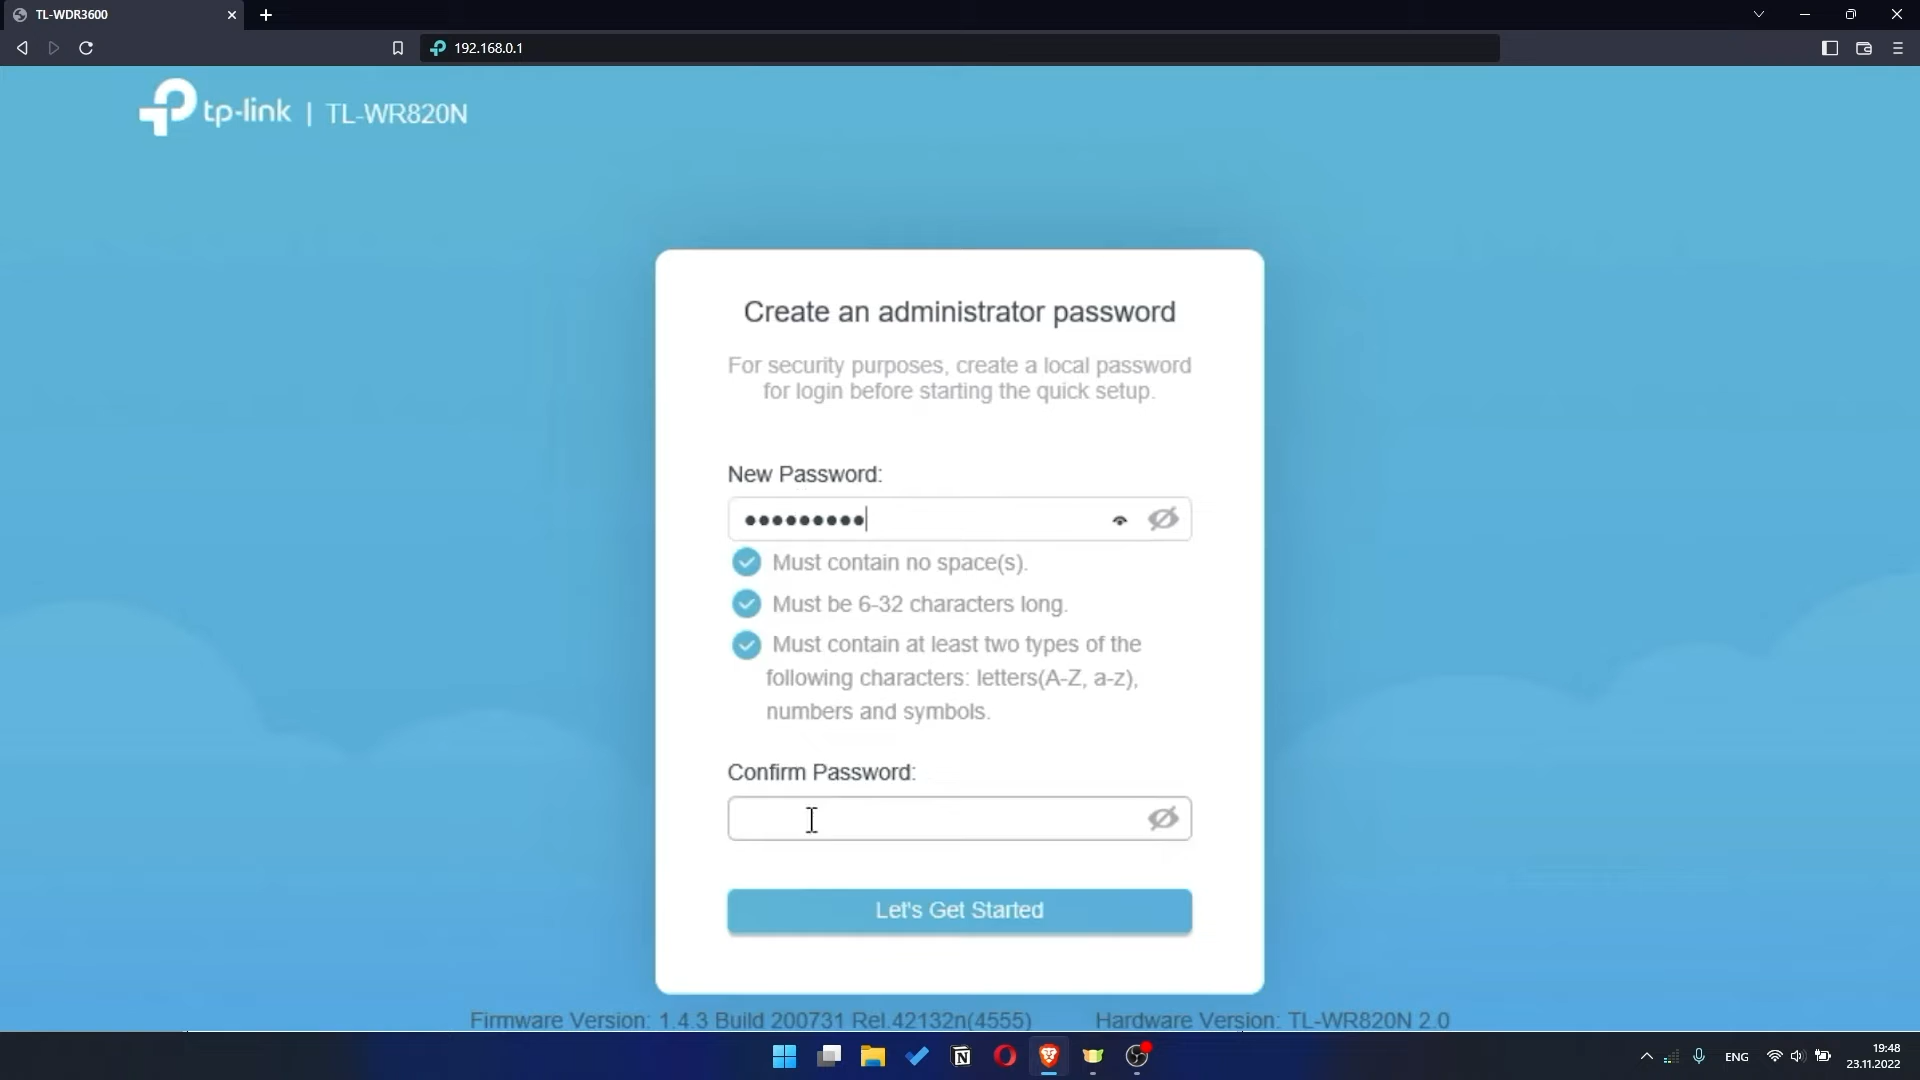 TL-WDR3600
192.168.0.1
tp-link | TL-WR820N
Create an administrator password
For security purposes, create a local password
for login before starting the quick setup.
New Password:
•••••••••
Must contain no space(s).
Must be 6-32 characters long.
Must contain at least two types of the
following characters: letters(A-Z, a-z),
numbers and symbols.
Confirm Password:
Let's Get Started
Firmware Version: 1.4.3 Build 200731 Rel.42132n(4555) Hardware Version: TL-WR820N 2.0
ENG
19:48
23.11.2022